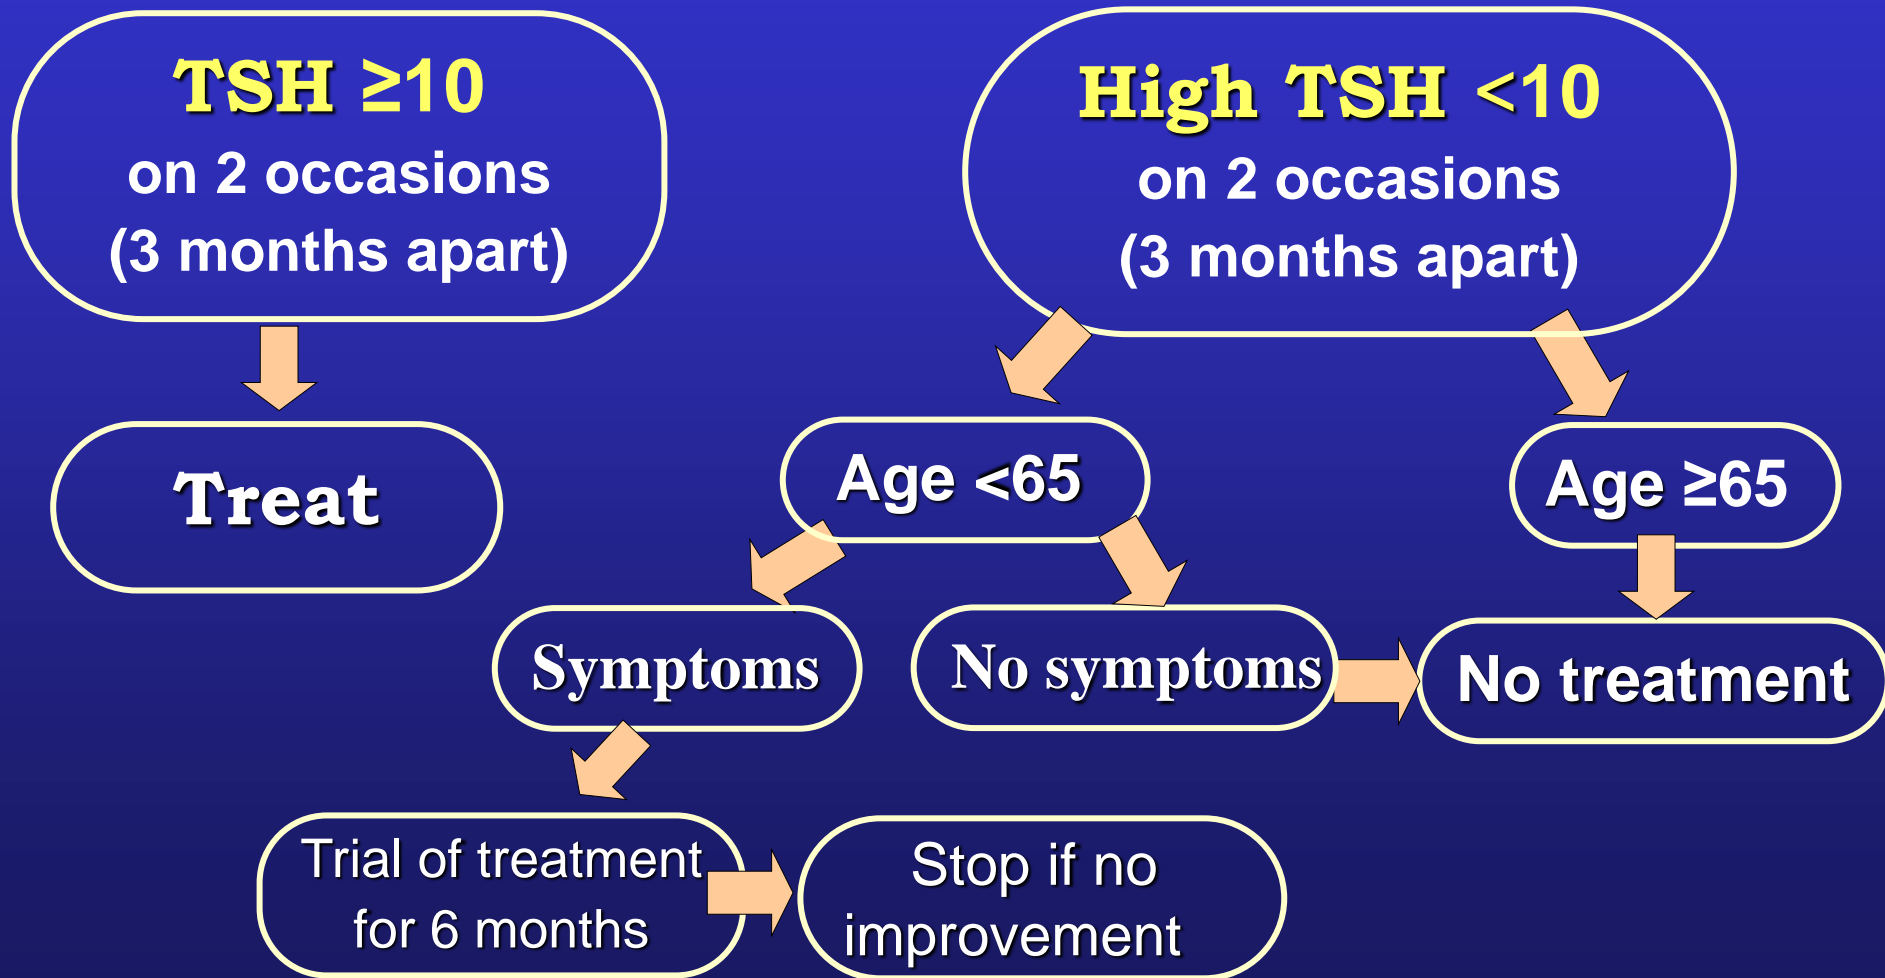 TSH ≥10
on 2 occasions
(3 months apart)
High TSH <10
on 2 occasions
(3 months apart)
Treat
Age <65
Age ≥65
Symptoms
No symptoms
No treatment
Trial of treatment
for 6 months
Stop if no
improvement